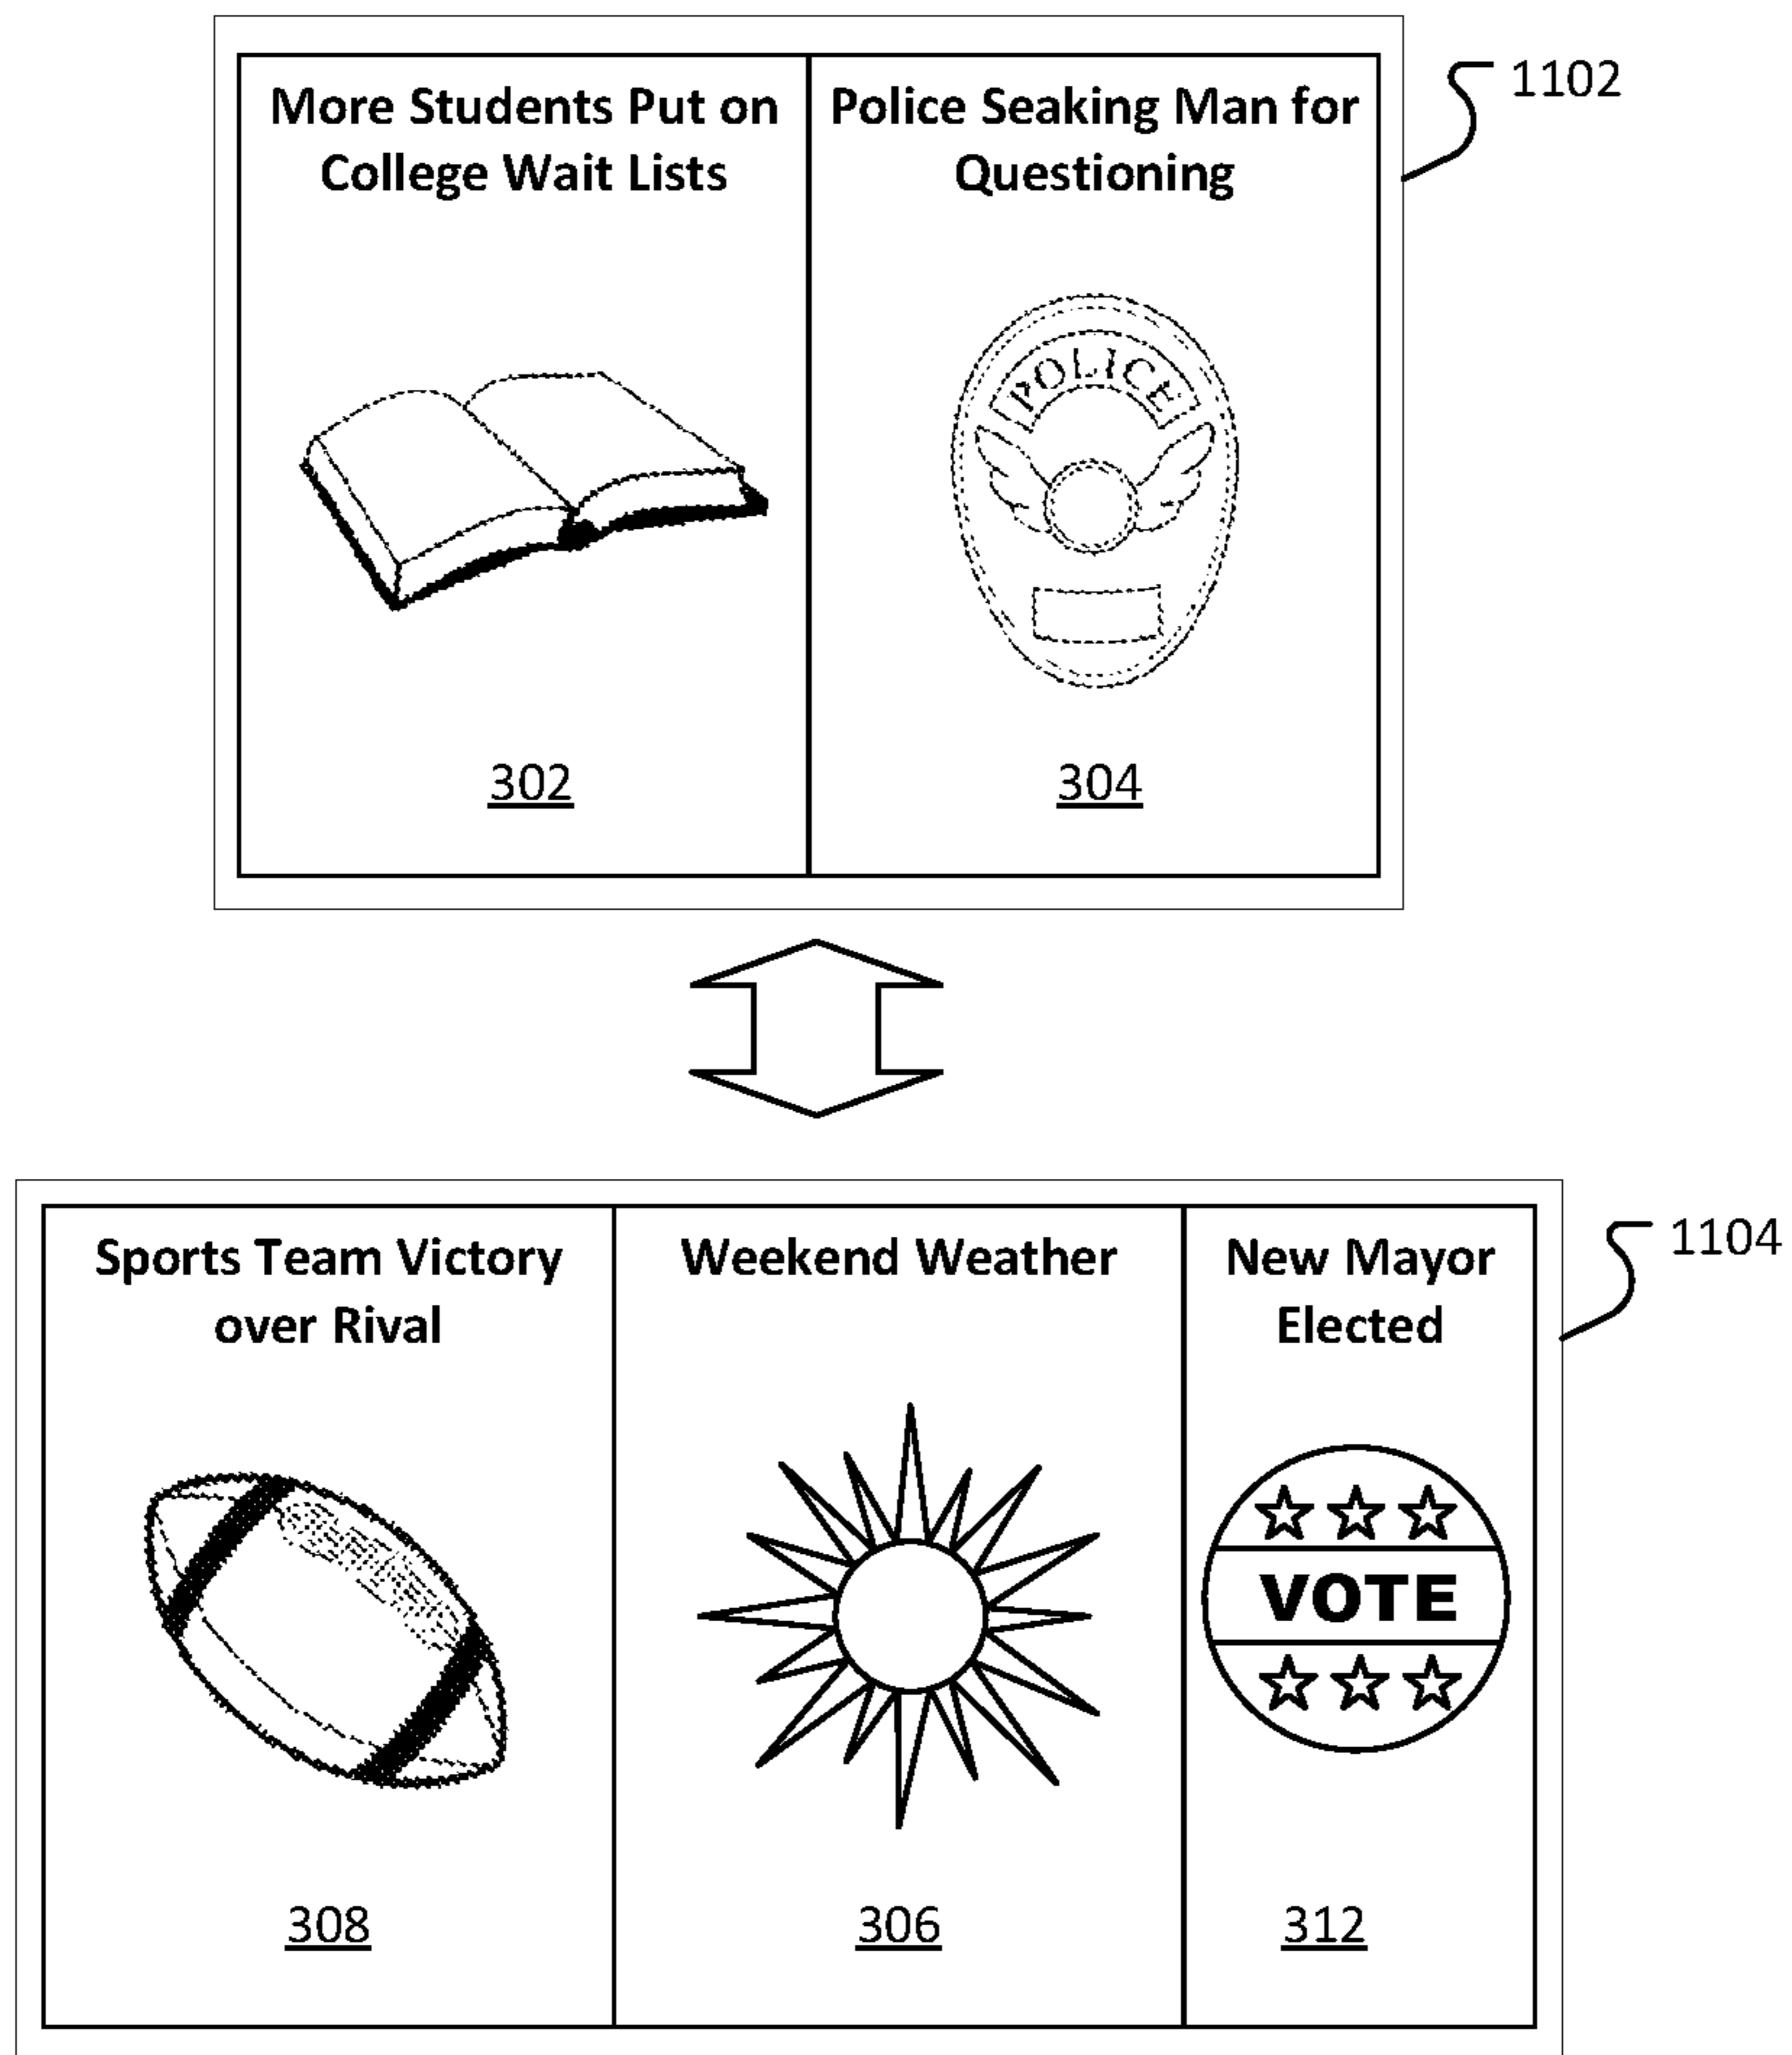 More Students Put on
College Wait Lists
Police Seaking Man for
Questioning
1102
POLICE
302
304
Sports Team Victory
over Rival
Weekend Weather
New Mayor
Elected
1104
VOTE
308
306
312